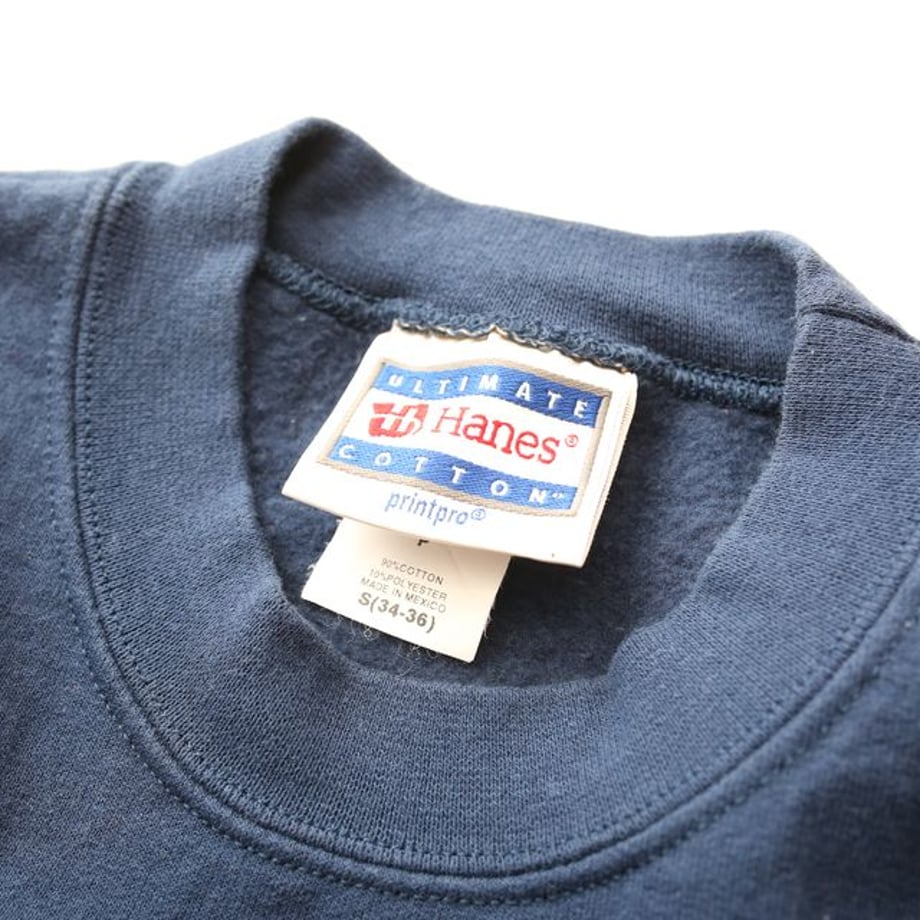 ULTIMATE
Hanes®
COTTON™
printpro®
90%COTTON
10%POLYESTER
MADE IN MEXICO
S(34-36)